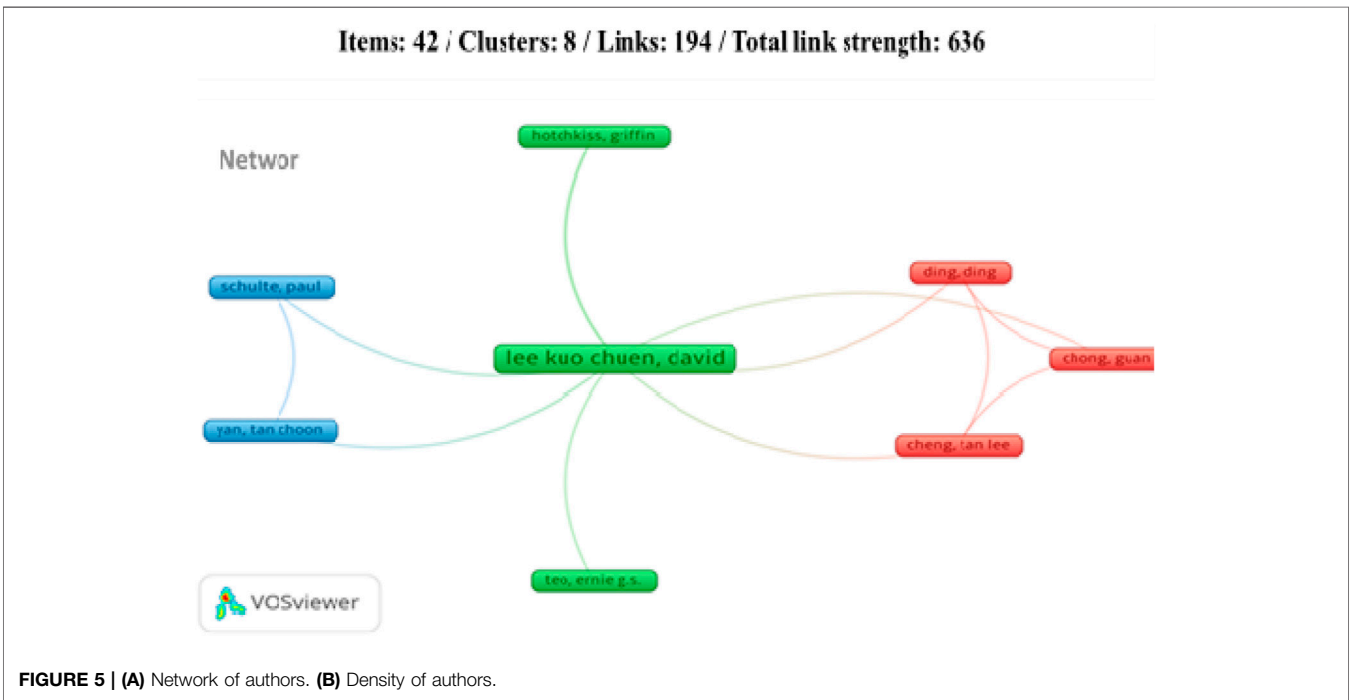 Items: 42 / Clusters: 8 / Links: 194 / Total link strength: 636
hotchkiss, griffin
Networ
ding, ding
schulte, paul
lee kuo chuen, david
chong, guan
yan, tan choon
cheng, tan lee
teo, ernie g.s.
VOSviewer
FIGURE 5 | (A) Network of authors. (B) Density of authors.